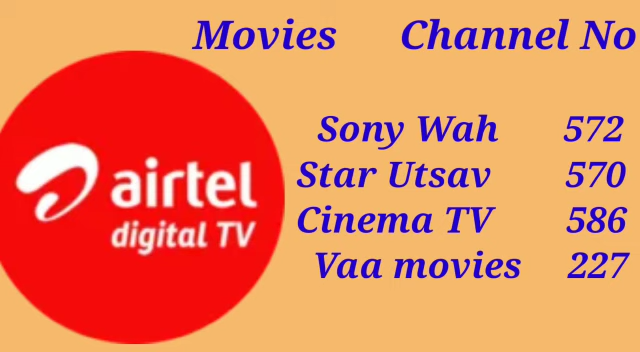 Movies Channel No
Sony Wah 572
Star Utsav 570
Cinema TV 586
Vaa movies 227
airtel
digital TV